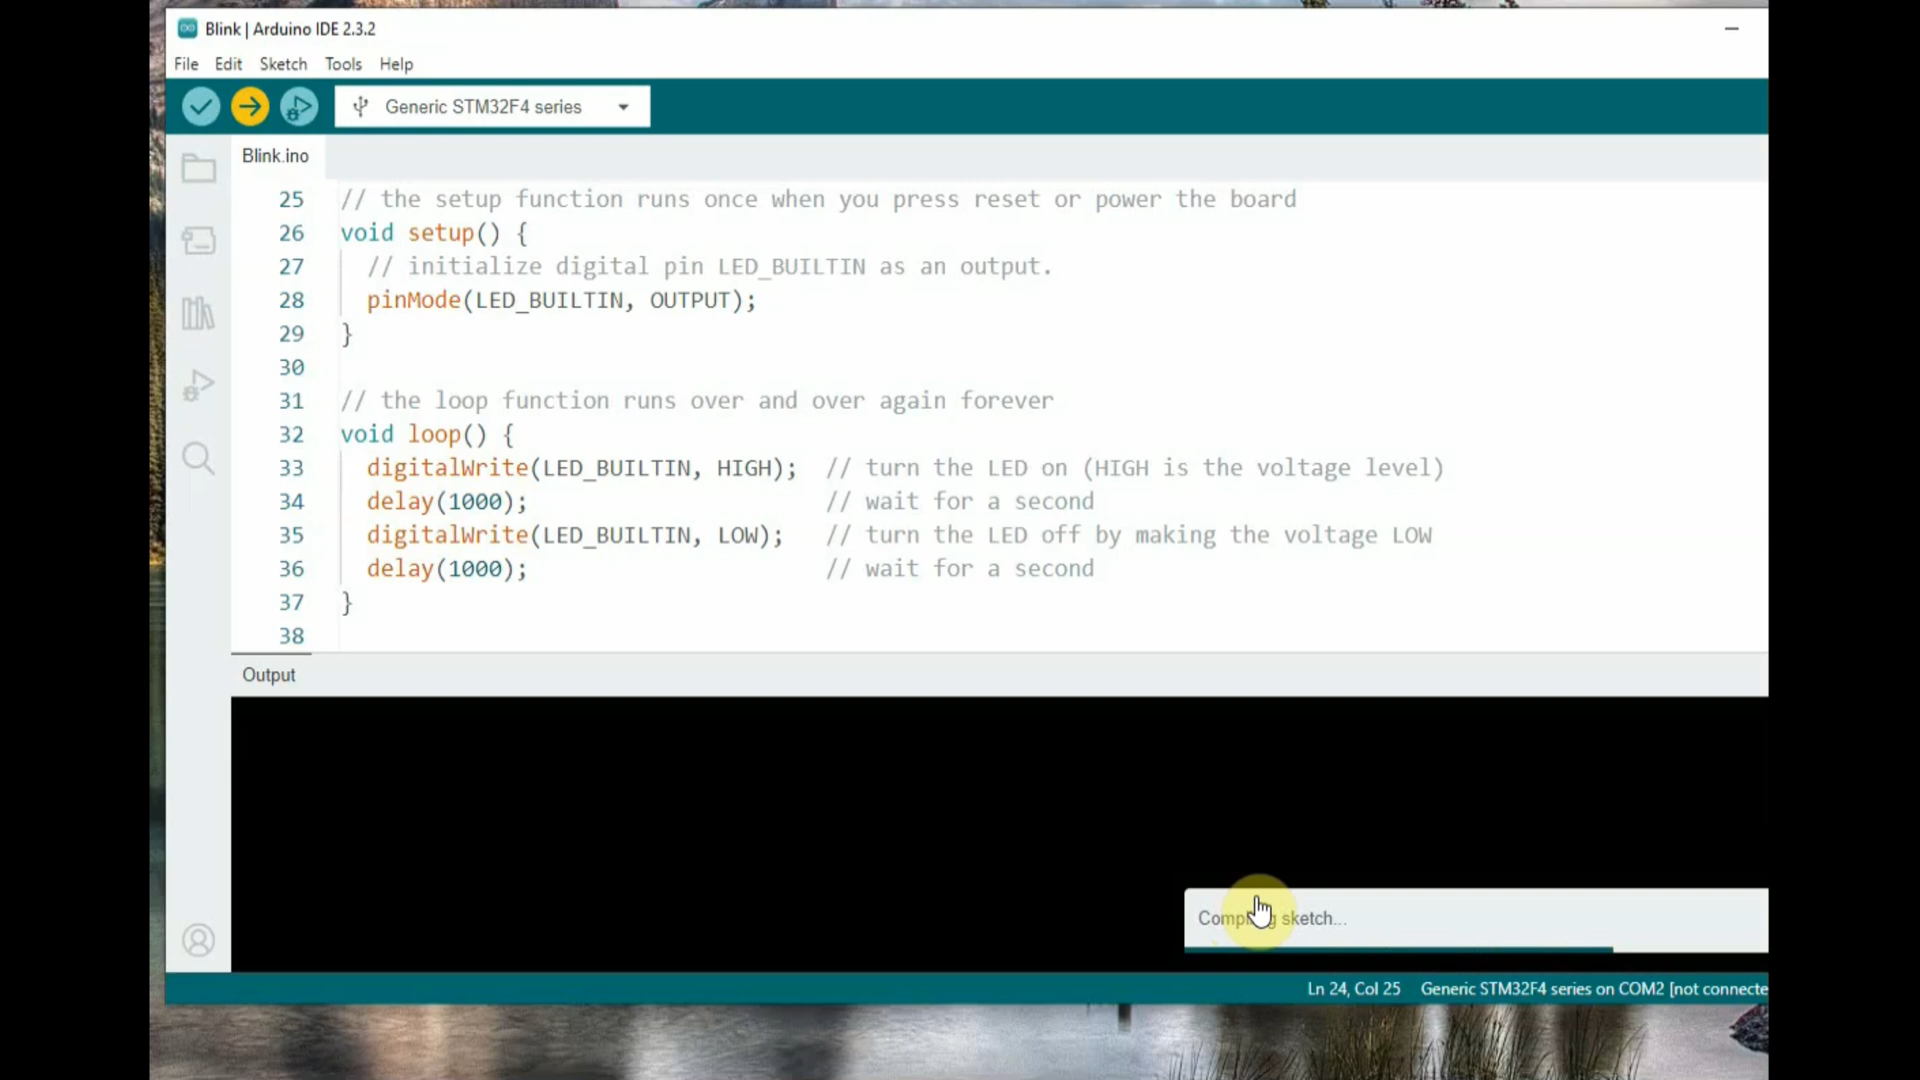 Blink | Arduino IDE 2.3.2
File Edit Sketch Tools Help
Generic STM32F4 series
Blink.ino
25 // the setup function runs once when you press reset or power the board
26 void setup() {
27 // initialize digital pin LED_BUILTIN as an output.
28 pinMode(LED_BUILTIN, OUTPUT);
29 }
30
31 // the loop function runs over and over again forever
32 void loop() {
33 digitalWrite(LED_BUILTIN, HIGH); // turn the LED on (HIGH is the voltage level)
34 delay(1000); // wait for a second
35 digitalWrite(LED_BUILTIN, LOW); // turn the LED off by making the voltage LOW
36 delay(1000); // wait for a second
37 }
38
Output
Compiling sketch...
Ln 24, Col 25 Generic STM32F4 series on COM2 [not connecte